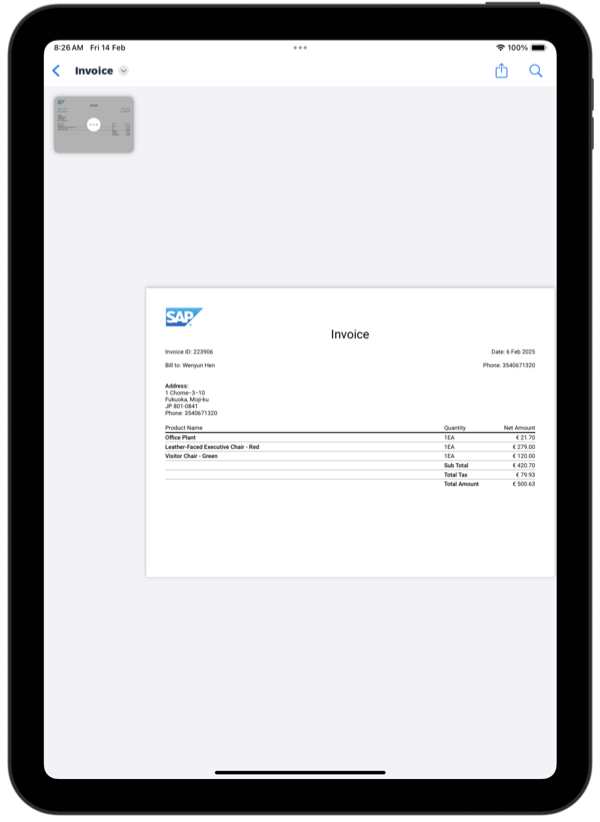 8:26 AM Fri 14 Feb
100%
Invoice
SAP
Invoice
Invoice ID: 223906 Date: 6 Feb 2025
Bill to: Wenyun Hen Phone: 3540671320
Address:
1 Chome-3-10
Fukuoka, Moji-ku
JP 801-0841
Phone: 3540671320
Product Name Quantity Net Amount
Office Plant 1EA € 21.70
Leather-Faced Executive Chair - Red 1EA € 279.00
Visitor Chair - Green 1EA € 120.00
Sub Total € 420.70
Total Tax € 79.93
Total Amount € 500.63